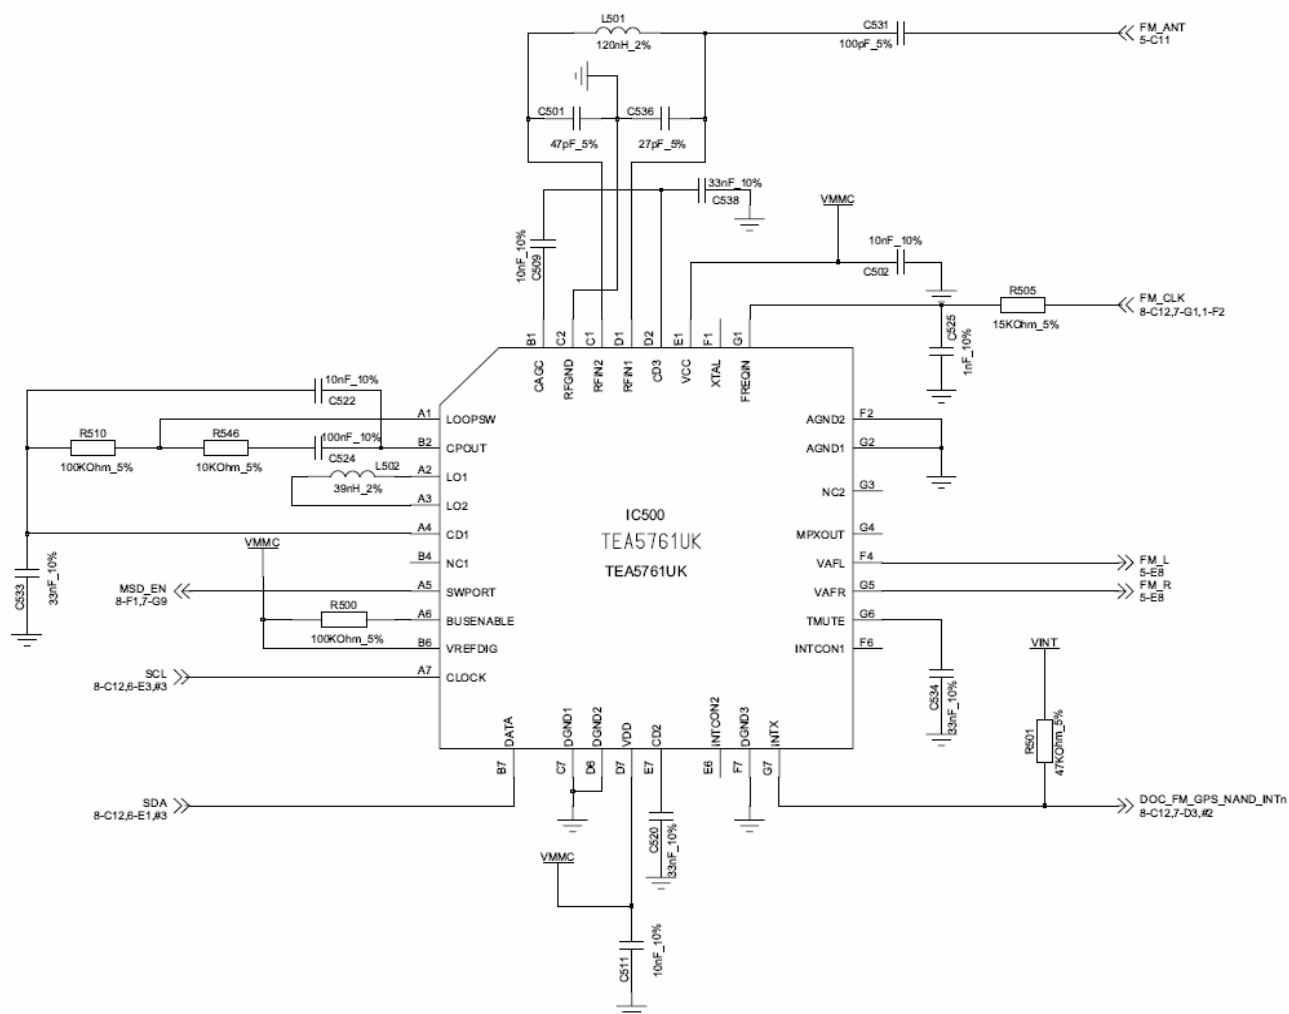 L501
120nH_2%
C531
100pF_5%
FM_ANT
5-C11
C501
47pF_5%
C536
27pF_5%
33nF_10%
C538
VMMC
10nF_10%
C509
10nF_10%
C502
R505
15KOhm_5%
FM_CLK
8-C12,7-G1,1-F2
C525
1nF_10%
B1
C2
C1
D1
D2
E1
F1
G1
CAGC
RFGND
RFIN2
RFIN1
CD3
VCC
XTAL
FREQIN
10nF_10%
C522
R510
100KOhm_5%
R546
10KOhm_5%
100nF_10%
C524
L502
39nH_2%
A1 LOOPSW
B2 CPOUT
A2 LO1
A3 LO2
A4 CD1
B4 NC1
A5 SWPORT
A6 BUSENABLE
B6 VREFDIG
A7 CLOCK
AGND2 F2
AGND1 G2
NC2 G3
MPXOUT G4
VAFL F4
VAFR G5
TMUTE G6
INTCON1 F6
IC500
TEA5761UK
TEA5761UK
C533
33nF_10%
VMMC
MSD_EN
8-F1,7-G9
R500
100KOhm_5%
SCL
8-C12,6-E3,#3
FM_L
5-E8
FM_R
5-E8
VINT
C534
33nF_10%
R501
47KOhm_5%
DATA
DGND1
DGND2
VDD
CD2
INTCON2
DGND3
INTX
B7
C7
D6
D7
E7
E6
F7
G7
SDA
8-C12,6-E1,#3
DOC_FM_GPS_NAND_INTn
8-C12,7-D3,#2
C520
33nF_10%
VMMC
C511
10nF_10%